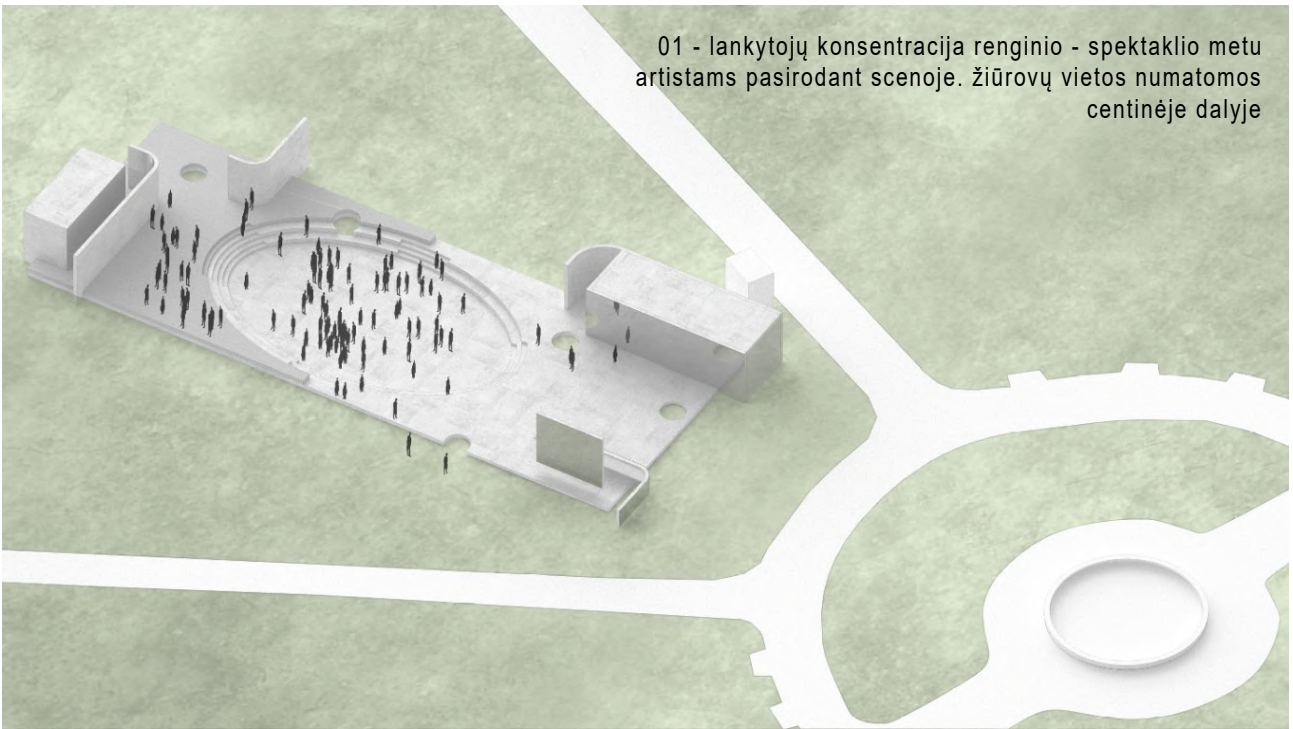 01 - lankytojų konsentracija renginio - spektaklio metu
artistams pasirodant scenoje. žiūrovų vietos numatomos
centinėje dalyje